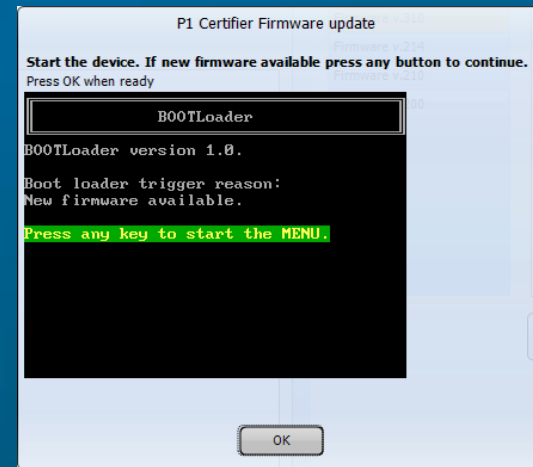 P1 Certifier Firmware update
Start the device. If new firmware available press any button to continue.
Press OK when ready
Firmware v.310
Firmware v.214
Firmware v.210
BOOTLoader
BOOTLoader version 1.0.
Boot loader trigger reason:
New firmware available.
Press any key to start the MENU.
OK